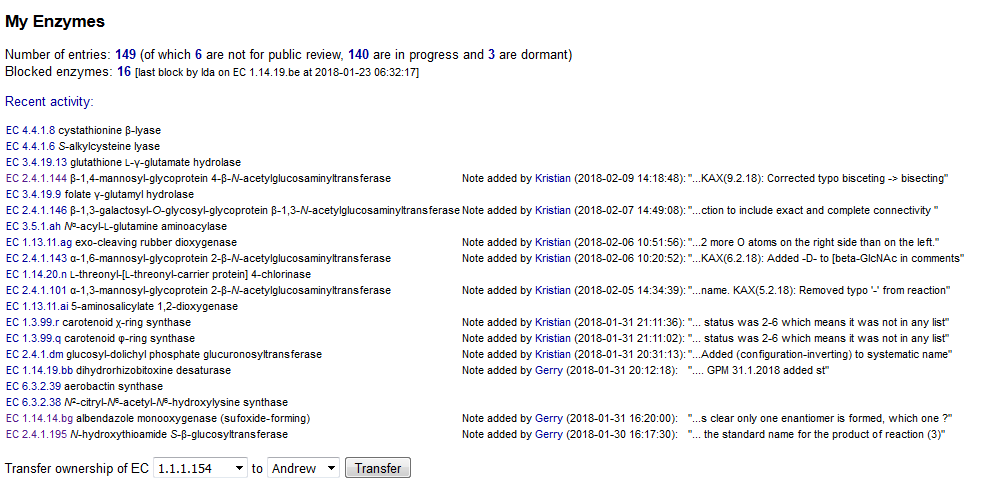 My Enzymes
Number of entries: 149 (of which 6 are not for public review, 140 are in progress and 3 are dormant)
Blocked enzymes: 16 [last block by Ida on EC 1.14.19.be at 2018-01-23 06:32:17]
Recent activity:
EC 4.4.1.8 cystathionine β-lyase
EC 4.4.1.6 S-alkylcysteine lyase
EC 3.4.19.13 glutathione L-γ-glutamate hydrolase
EC 2.4.1.144 β-1,4-mannosyl-glycoprotein 4-β-N-acetylglucosaminyltransferase Note added by Kristian (2018-02-09 14:18:48): "...KAX(9.2.18): Corrected typo bisceting -> bisecting"
EC 3.4.19.9 folate γ-glutamyl hydrolase
EC 2.4.1.146 β-1,3-galactosyl-O-glycosyl-glycoprotein β-1,3-N-acetylglucosaminyltransferase Note added by Kristian (2018-02-07 14:49:08): "...ction to include exact and complete connectivity "
EC 3.5.1.ah Nα-acyl-L-glutamine aminoacylase
EC 1.13.11.ag exo-cleaving rubber dioxygenase Note added by Kristian (2018-02-06 10:51:56): "...2 more O atoms on the right side than on the left."
EC 2.4.1.143 α-1,6-mannosyl-glycoprotein 2-β-N-acetylglucosaminyltransferase Note added by Kristian (2018-02-06 10:20:52): "...KAX(6.2.18): Added -D- to [beta-GlcNAc in comments"
EC 1.14.20.n L-threonyl-[L-threonyl-carrier protein] 4-chlorinase
EC 2.4.1.101 α-1,3-mannosyl-glycoprotein 2-β-N-acetylglucosaminyltransferase Note added by Kristian (2018-02-05 14:34:39): "...name. KAX(5.2.18): Removed typo '-' from reaction"
EC 1.13.11.ai 5-aminosalicylate 1,2-dioxygenase
EC 1.3.99.r carotenoid χ-ring synthase Note added by Kristian (2018-01-31 21:11:36): "... status was 2-6 which means it was not in any list"
EC 1.3.99.q carotenoid φ-ring synthase Note added by Kristian (2018-01-31 21:11:02): "... status was 2-6 which means it was not in any list"
EC 2.4.1.dm glucosyl-dolichyl phosphate glucuronosyltransferase Note added by Kristian (2018-01-31 20:31:13): "...Added (configuration-inverting) to systematic name"
EC 1.14.19.bb dihydrorhizobitoxine desaturase Note added by Gerry (2018-01-31 20:12:18): ".... GPM 31.1.2018 added st"
EC 6.3.2.39 aerobactin synthase
EC 6.3.2.38 N2-citryl-N6-acetyl-N6-hydroxylysine synthase
EC 1.14.14.bg albendazole monooxygenase (sufoxide-forming) Note added by Gerry (2018-01-31 16:20:00): "...s clear only one enantiomer is formed, which one ?"
EC 2.4.1.195 N-hydroxythioamide S-β-glucosyltransferase Note added by Gerry (2018-01-30 16:17:30): "... the standard name for the product of reaction (3)"
Transfer ownership of EC 1.1.1.154 to Andrew Transfer